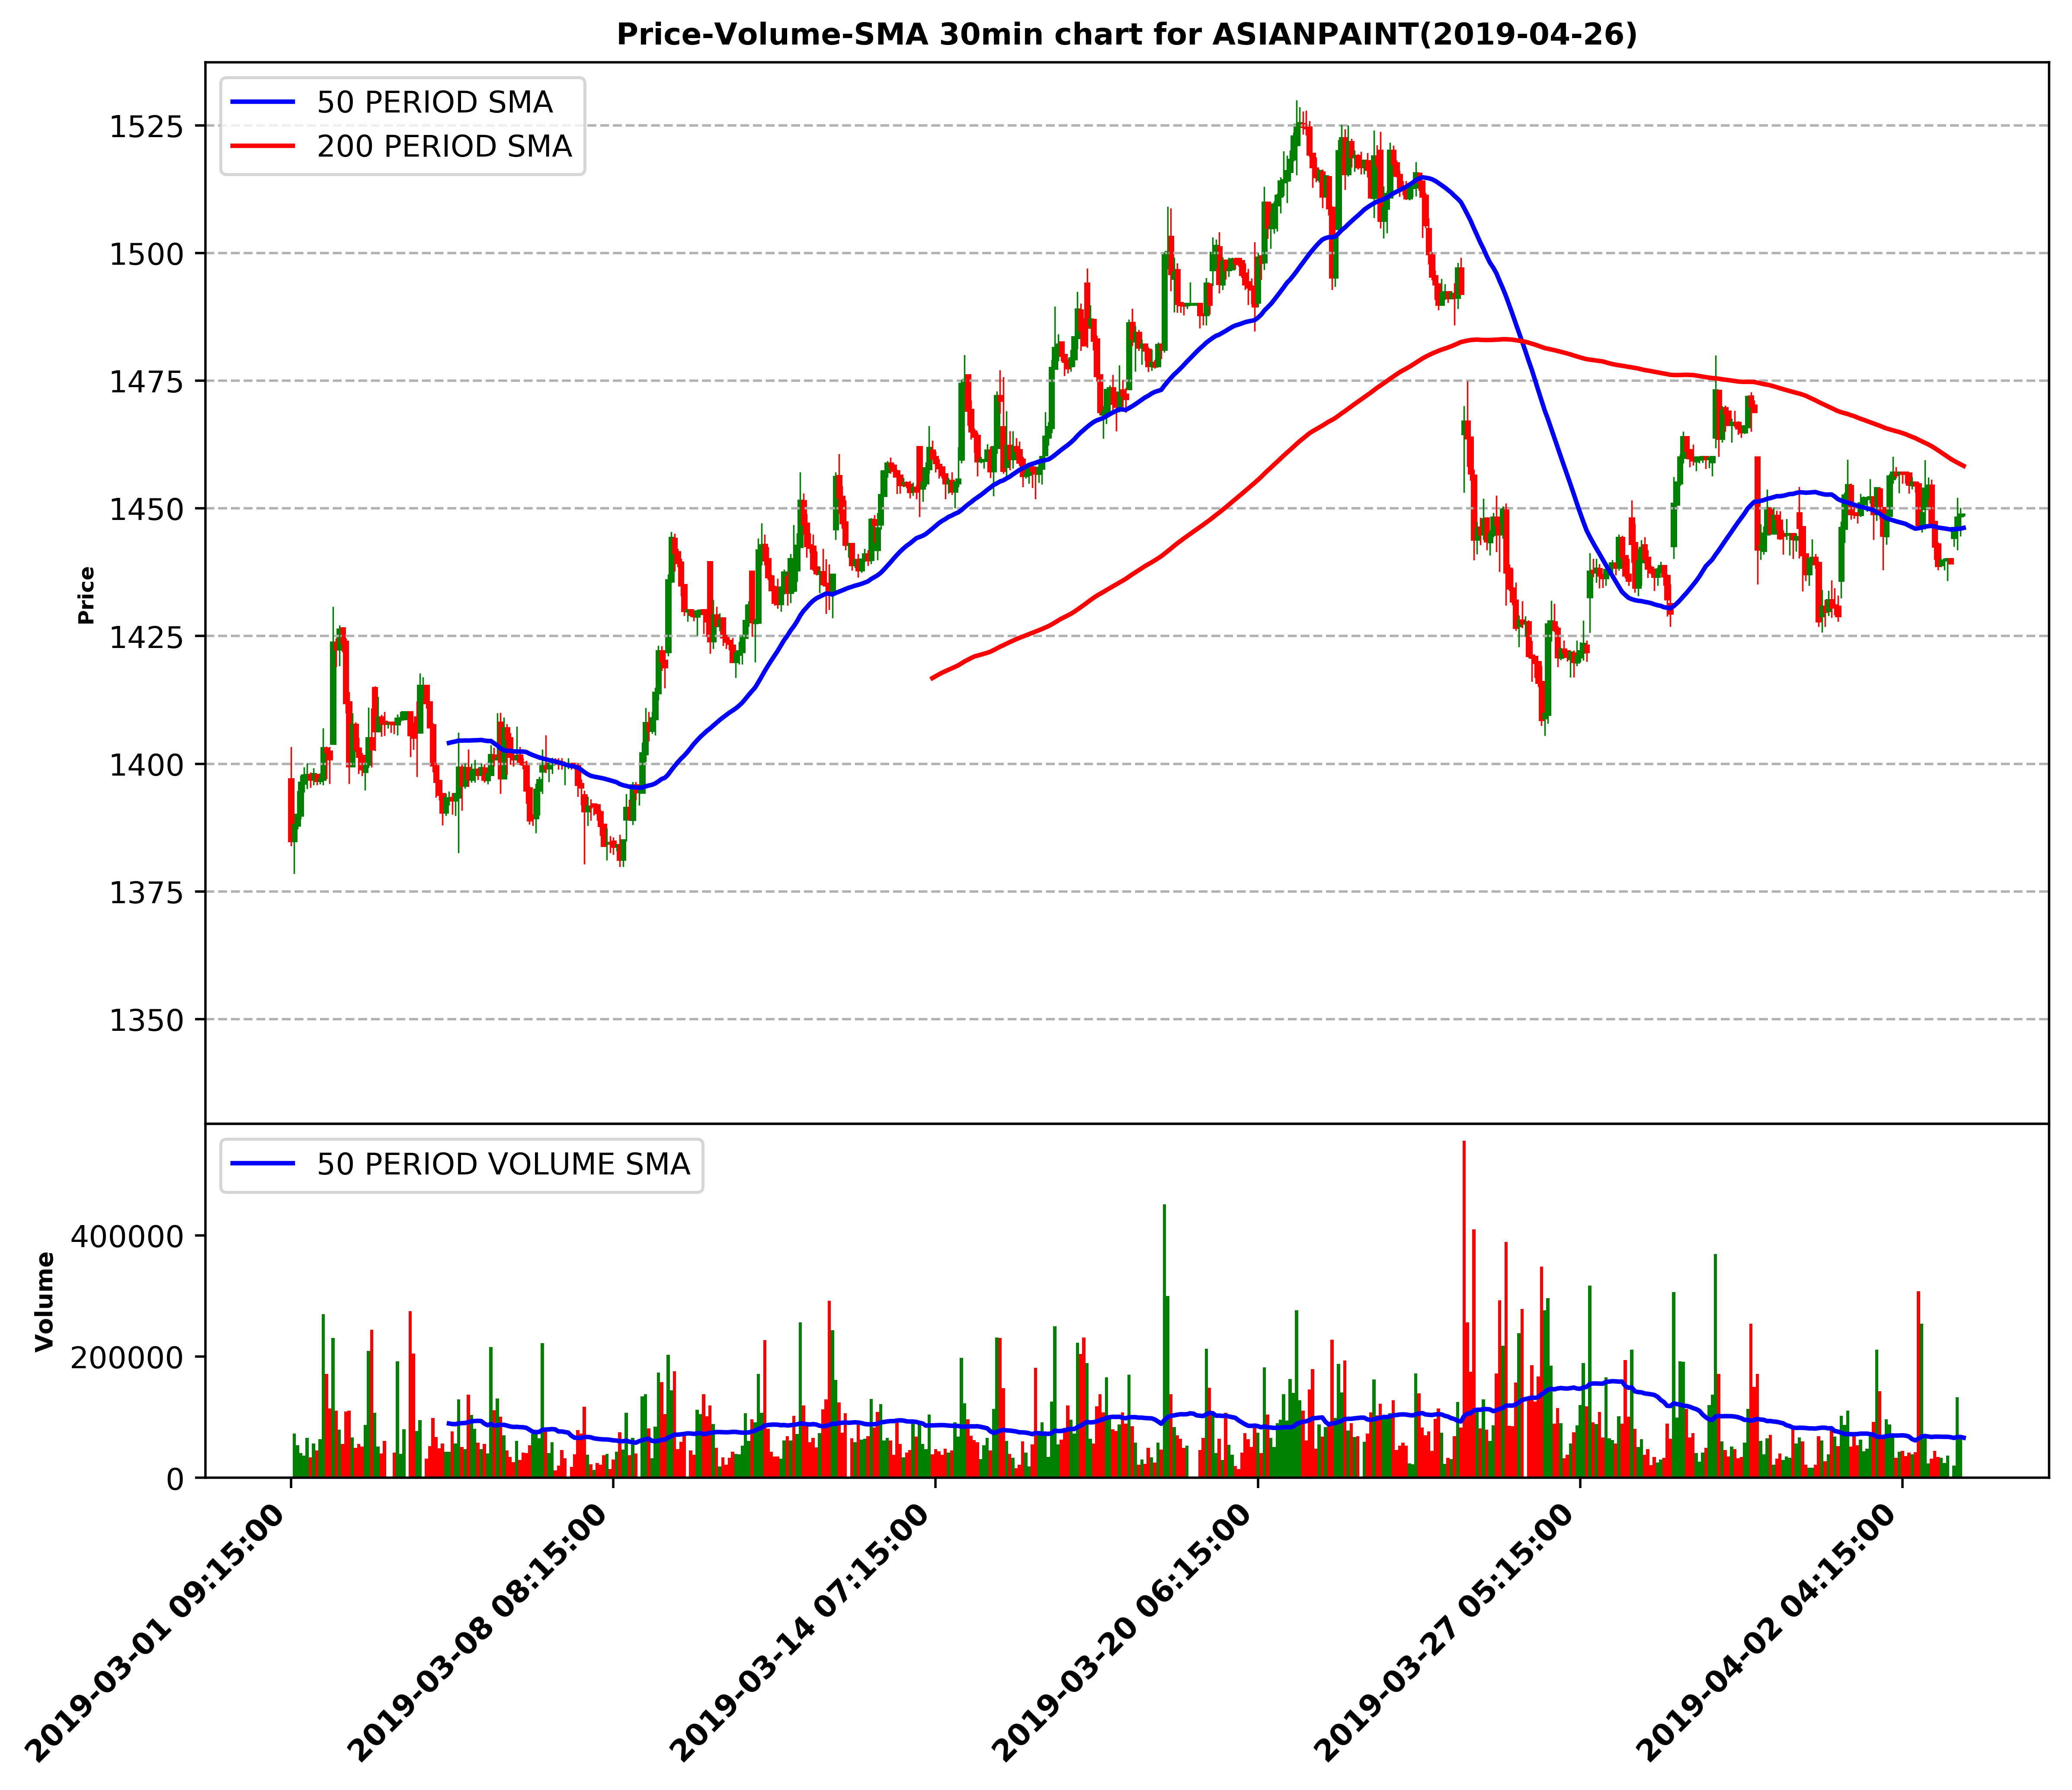 Price-Volume-SMA 30min chart for ASIANPAINT(2019-04-26)
50 PERIOD SMA
200 PERIOD SMA
1525
1500
1475
1450
1425
1400
1375
1350
Price
50 PERIOD VOLUME SMA
400000
200000
0
Volume
2019-03-01 09:15:00
2019-03-08 08:15:00
2019-03-14 07:15:00
2019-03-20 06:15:00
2019-03-27 05:15:00
2019-04-02 04:15:00